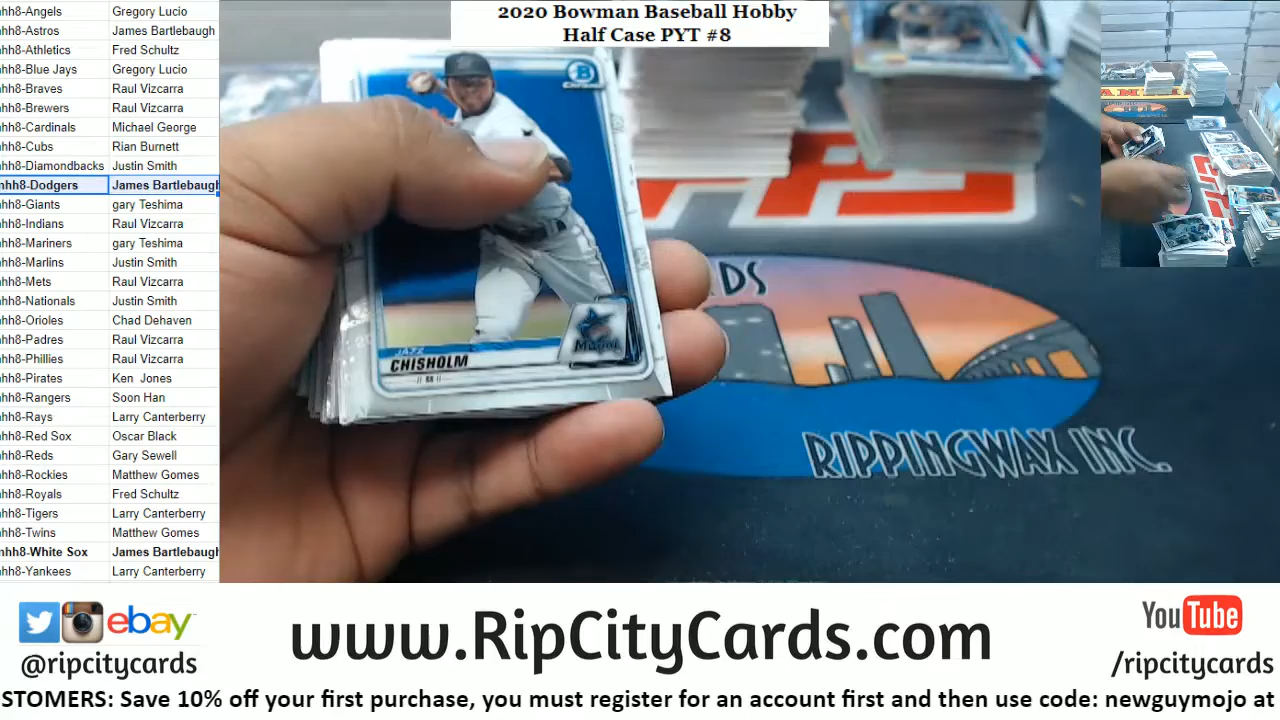 hh8-Angels Gregory Lucio
hh8-Astros James Bartlebaugh
hh8-Athletics Fred Schultz
hh8-Blue Jays Gregory Lucio
hh8-Braves Raul Vizcarra
hh8-Brewers Raul Vizcarra
hh8-Cardinals Michael George
hh8-Cubs Rian Burnett
hh8-Diamondbacks Justin Smith
hh8-Dodgers James Bartlebaugh
hh8-Giants gary Teshima
hh8-Indians Raul Vizcarra
hh8-Mariners gary Teshima
hh8-Marlins Justin Smith
hh8-Mets Raul Vizcarra
hh8-Nationals Justin Smith
hh8-Orioles Chad Dehaven
hh8-Padres Raul Vizcarra
hh8-Phillies Raul Vizcarra
hh8-Pirates Ken Jones
hh8-Rangers Soon Han
hh8-Rays Larry Canterberry
hh8-Red Sox Oscar Black
hh8-Reds Gary Sewell
hh8-Rockies Matthew Gomes
hh8-Royals Fred Schultz
hh8-Tigers Larry Canterberry
hh8-Twins Matthew Gomes
hh8-White Sox James Bartlebaugh
hh8-Yankees Larry Canterberry
2020 Bowman Baseball Hobby
Half Case PYT #8
B
CHROME
JAZZ
CHISHOLM
SS
Miami
DS
RIPPINGWAX INC.
ebay
@ripcitycards
www.RipCityCards.com
YouTube
/ripcitycards
STOMERS: Save 10% off your first purchase, you must register for an account first and then use code: newguymojo at